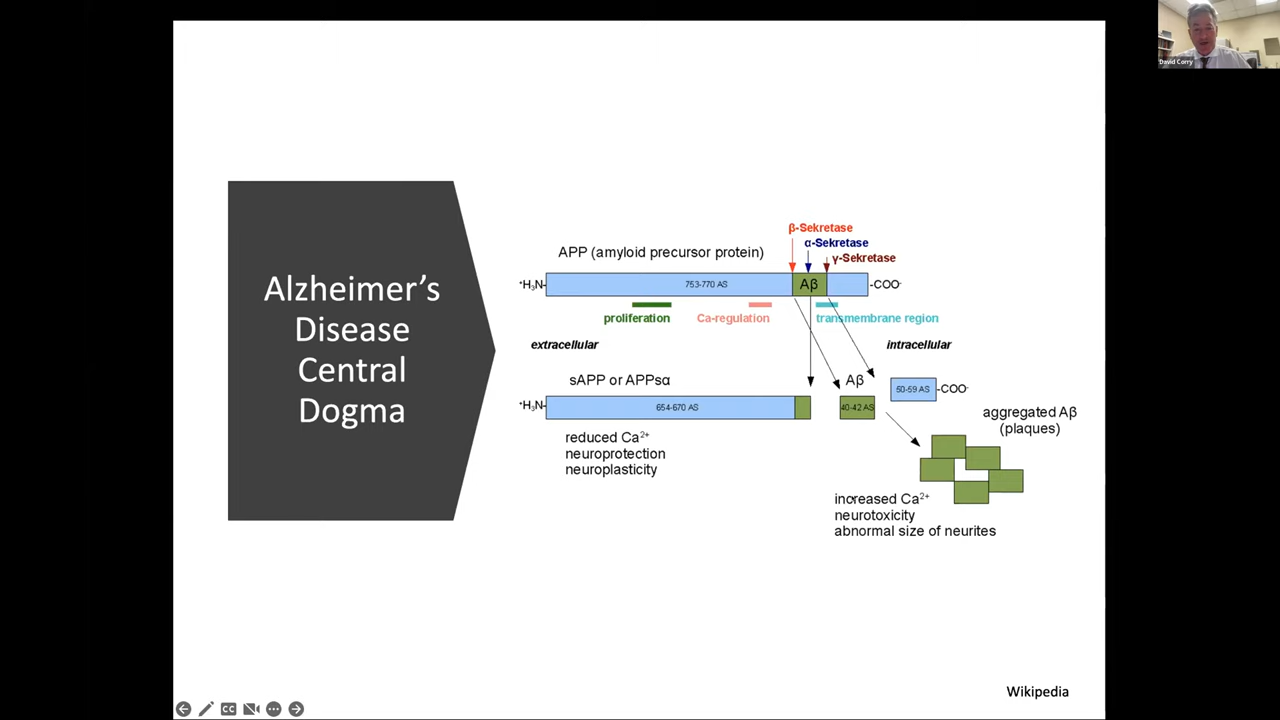 David Corry
Alzheimer's
Disease
Central
Dogma
β-Sekretase
α-Sekretase
γ-Sekretase
APP (amyloid precursor protein)
⁺H₃N-
753-770 AS
Aβ
-COO⁻
proliferation
Ca-regulation
transmembrane region
extracellular
intracellular
sAPP or APPsα
Aβ
⁺H₃N-
654-670 AS
40-42 AS
50-59 AS
-COO⁻
aggregated Aβ
(plaques)
reduced Ca²⁺
neuroprotection
neuroplasticity
increased Ca²⁺
neurotoxicity
abnormal size of neurites
Wikipedia
CC